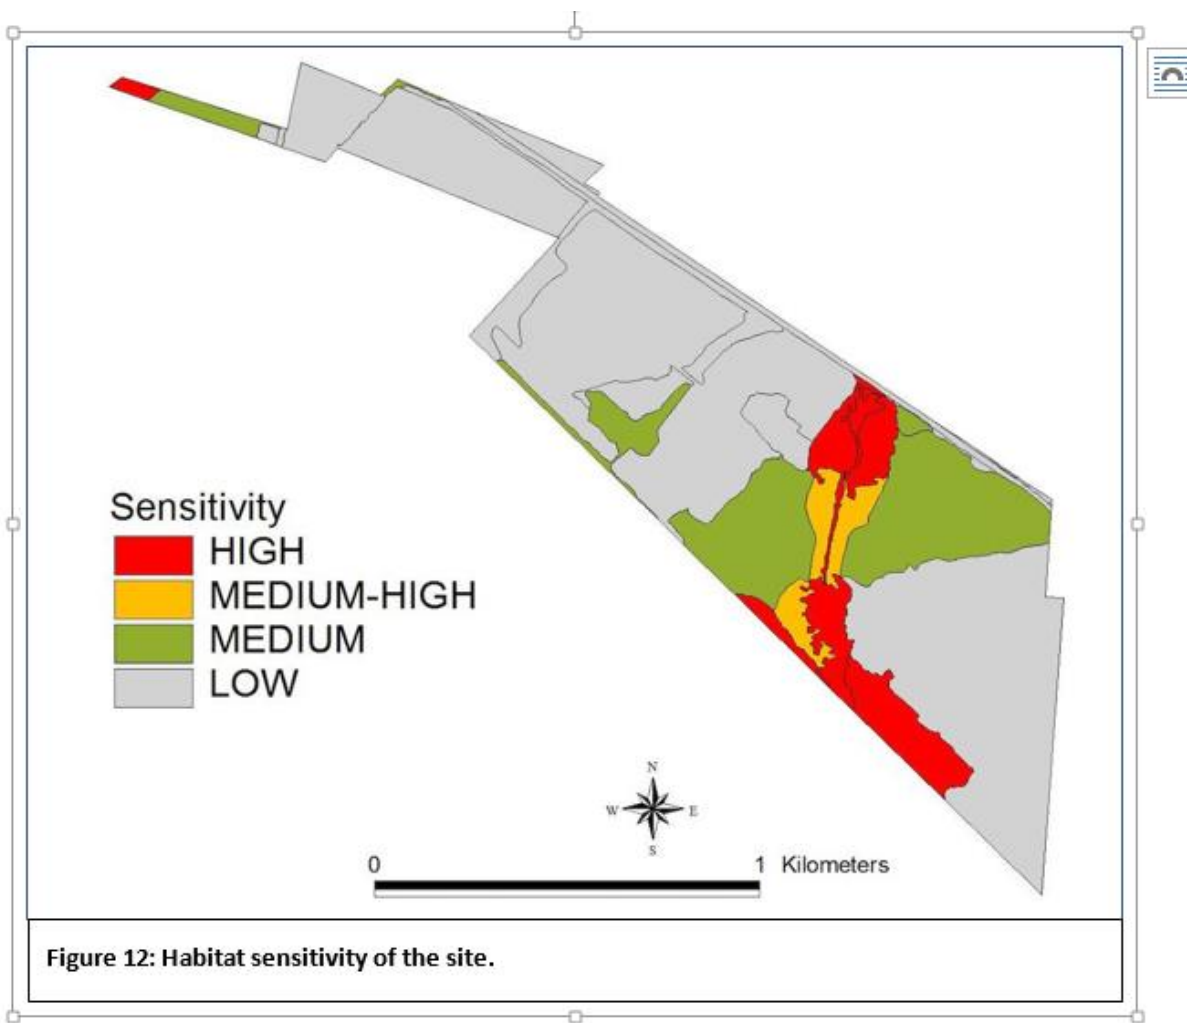 Sensitivity
HIGH
MEDIUM-HIGH
MEDIUM
LOW
N
W E
S
0 1 Kilometers
Figure 12: Habitat sensitivity of the site.